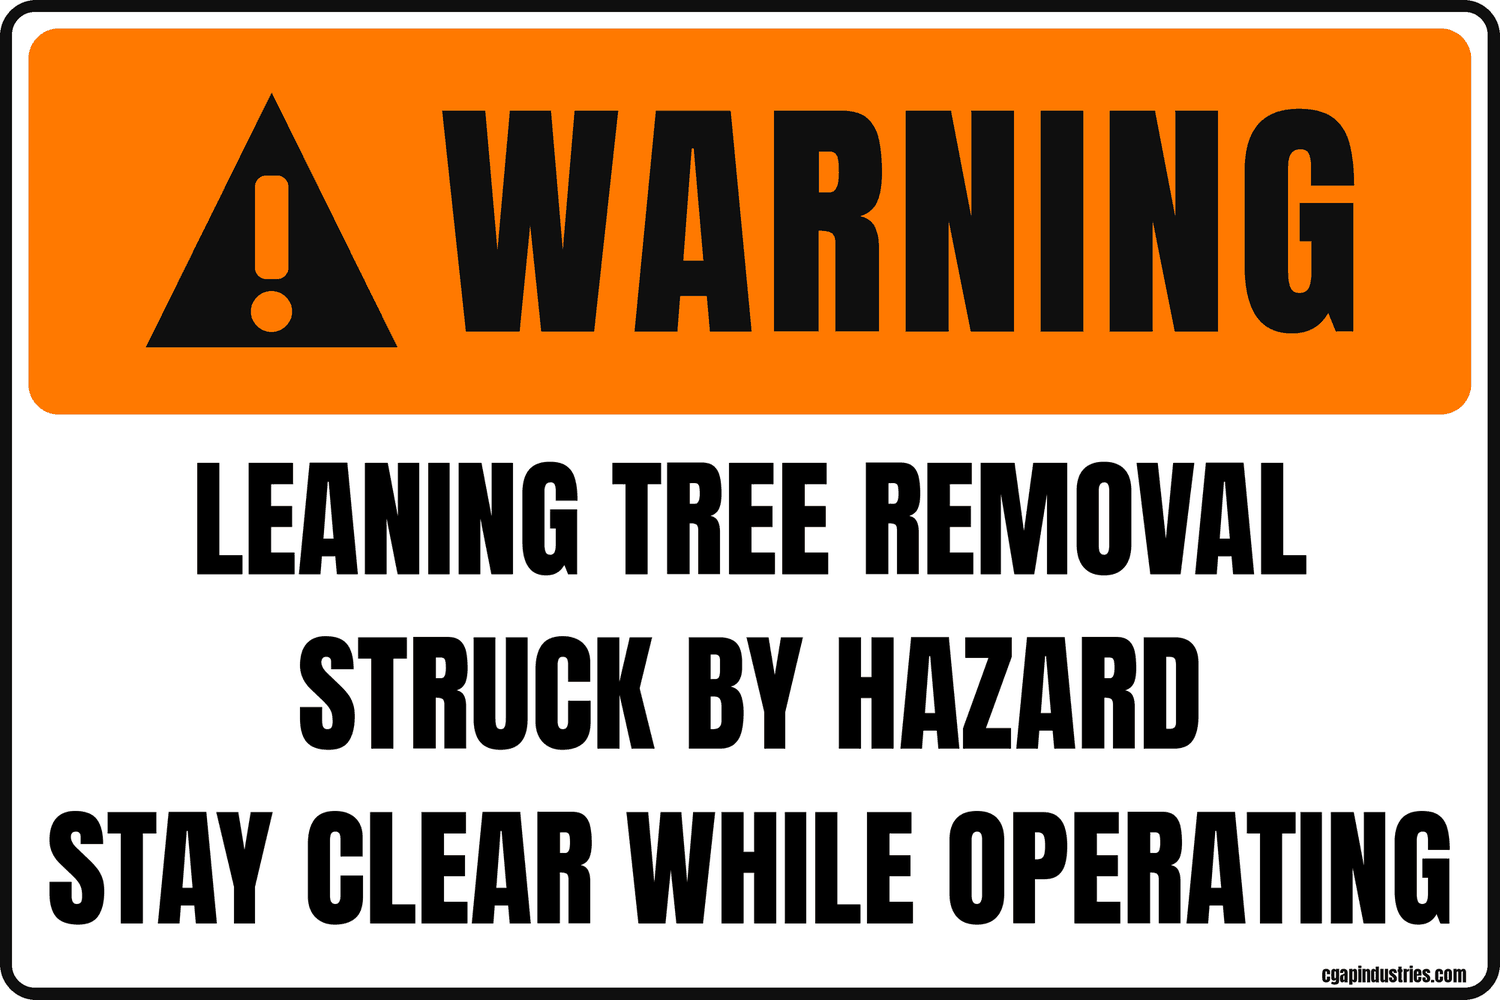 WARNING
LEANING TREE REMOVAL
STRUCK BY HAZARD
STAY CLEAR WHILE OPERATING
cgapindustries.com